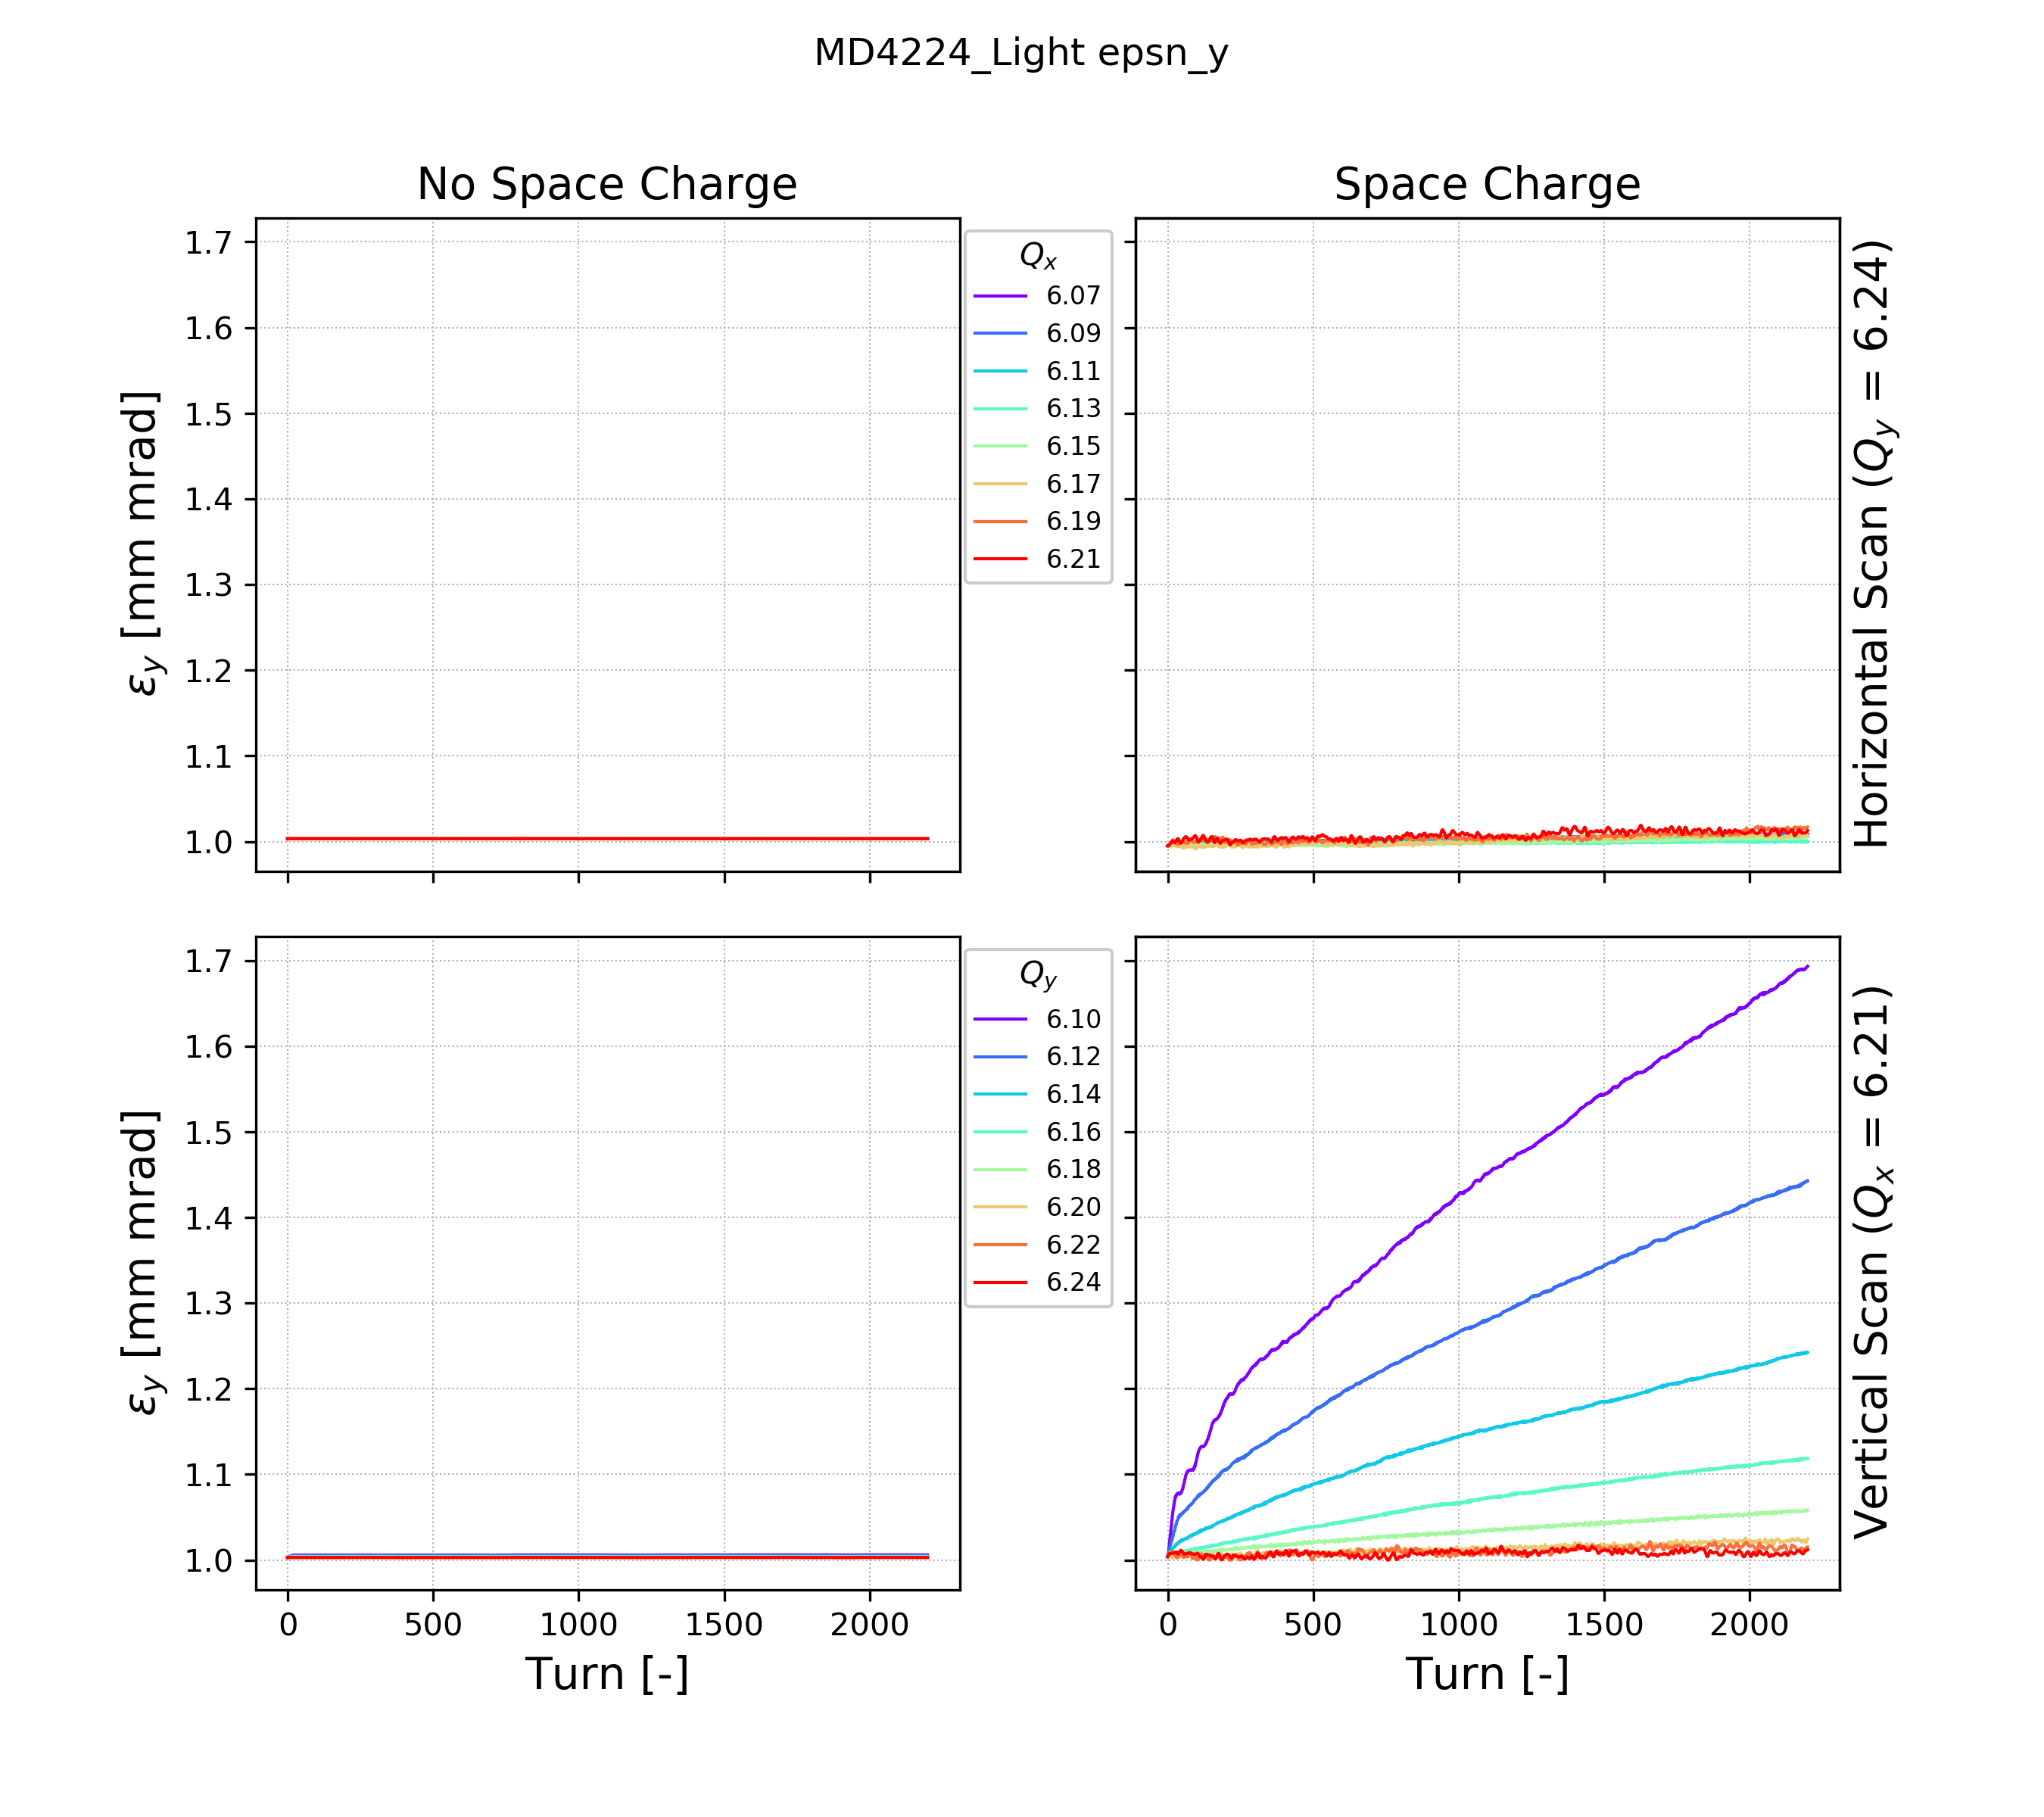 MD4224_Light epsn_y
No Space Charge
Space Charge
1.7
1.6
1.5
1.4
1.3
1.2
1.1
1.0
εy [mm mrad]
Qx
6.07
6.09
6.11
6.13
6.15
6.17
6.19
6.21
Horizontal Scan (Qy = 6.24)
1.7
1.6
1.5
1.4
1.3
1.2
1.1
1.0
εy [mm mrad]
Qy
6.10
6.12
6.14
6.16
6.18
6.20
6.22
6.24
Vertical Scan (Qx = 6.21)
0 500 1000 1500 2000
0 500 1000 1500 2000
Turn [-]
Turn [-]